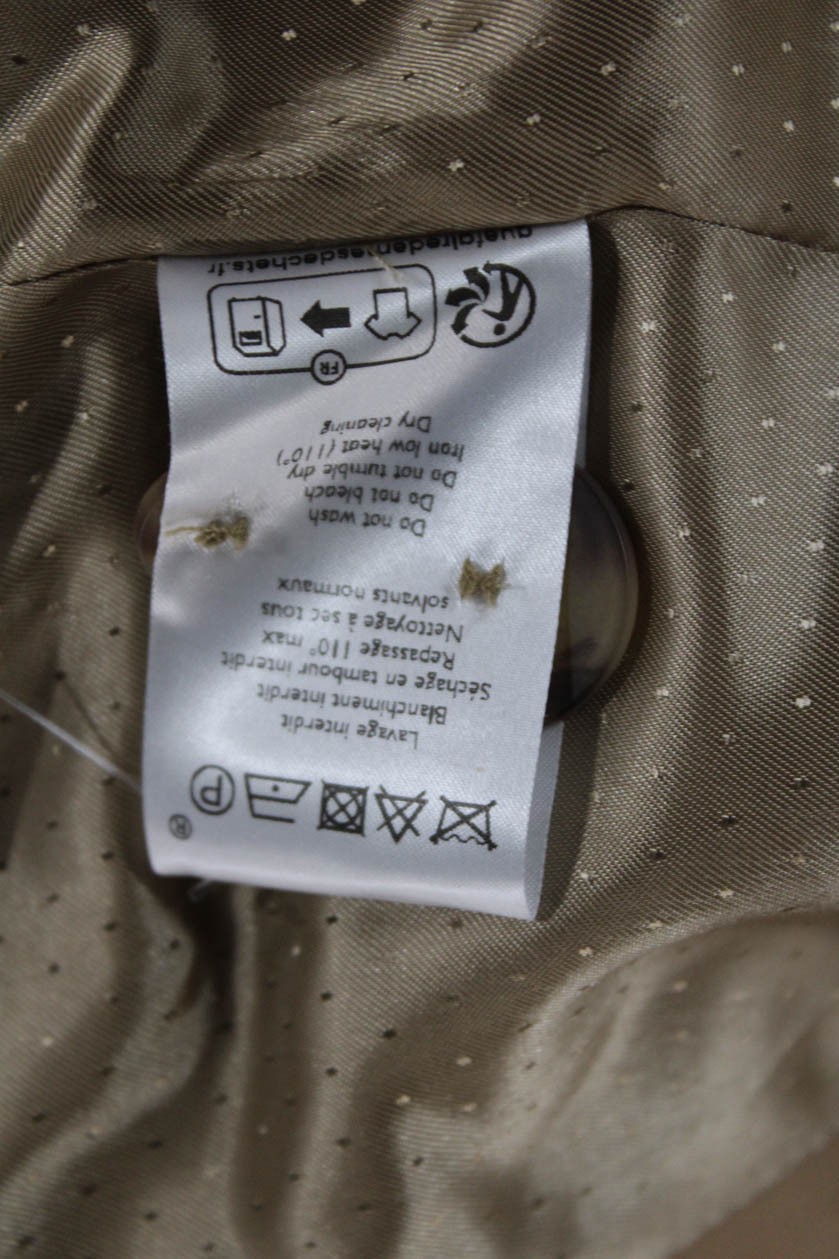 ®
P
Lavage interdit
Blanchiment interdit
Séchage en tambour interdit
Repassage 110° max
Nettoyage à sec tous
solvants normaux
Do not wash
Do not bleach
Do not tumble dry
Iron low heat (110°)
Dry cleaning
FR
quefairedemesdechets.fr